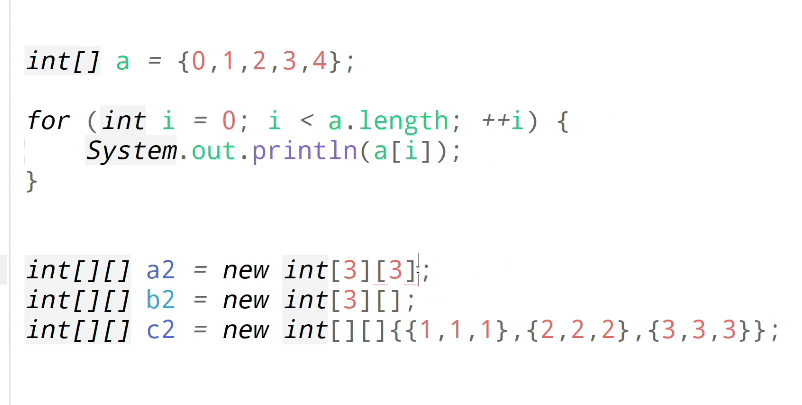 int[] a = {0,1,2,3,4};
for (int i = 0; i < a.length; ++i) {
System.out.println(a[i]);
}
int[][] a2 = new int[3][3];
int[][] b2 = new int[3][];
int[][] c2 = new int[][]{{1,1,1},{2,2,2},{3,3,3}};